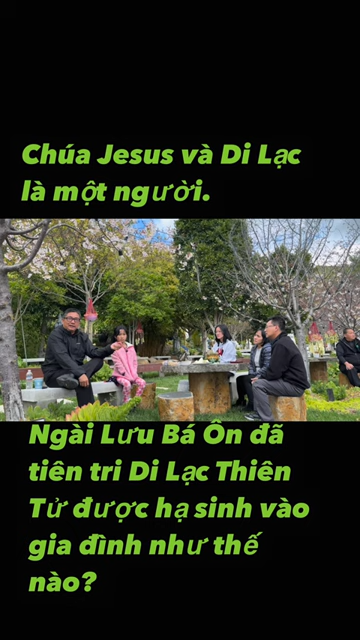 Chúa Jesus và Di Lạc
là một người.
Ngài Lưu Bá Ôn đã
tiên tri Di Lạc Thiên
Tử được hạ sinh vào
gia đình như thế
nào?